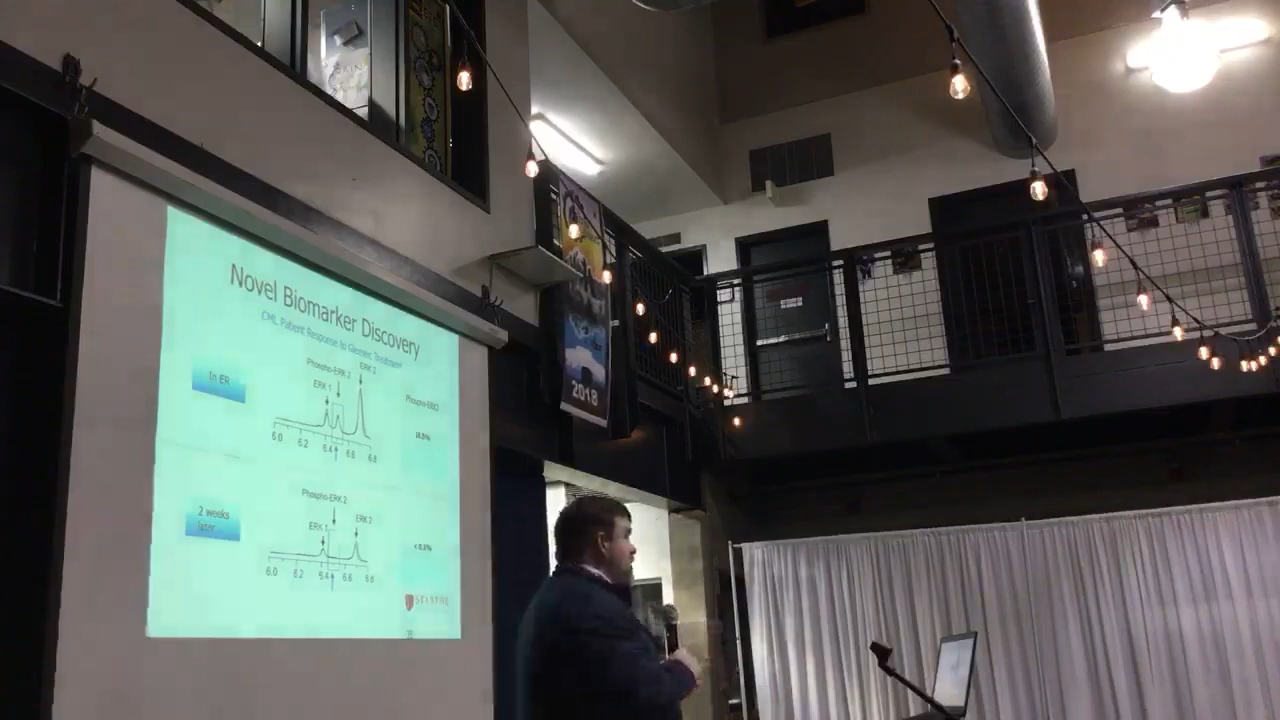 Novel Biomarker Discovery
CML Patient Response to Gleevec Treatment
In ER
Phospho-ERK 2
ERK 2
ERK 1
Phospho-ERK2
6.0 6.2 6.4 6.6 6.8
2 weeks
later
Phospho-ERK 2
ERK 1
ERK 2
6.0 6.2 6.4 6.6 6.8
2018